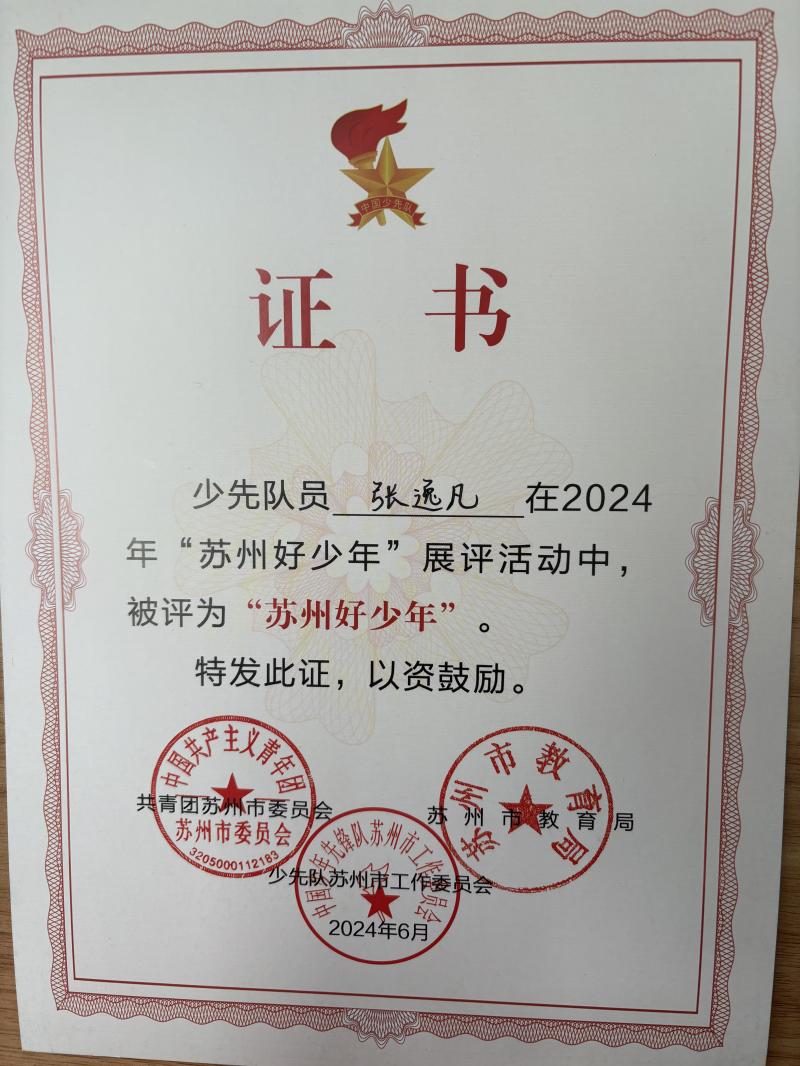 中国少先队
证书
少先队员 张逸凡 在2024
年“苏州好少年”展评活动中，
被评为“苏州好少年”。
特发此证，以资鼓励。
中国共产主义青年团
苏州市委员会
3205000112183
共青团苏州市委员会
苏州市教育局
苏州市教育局
中国少年先锋队苏州市工作委员会
少先队苏州市工作委员会
2024年6月